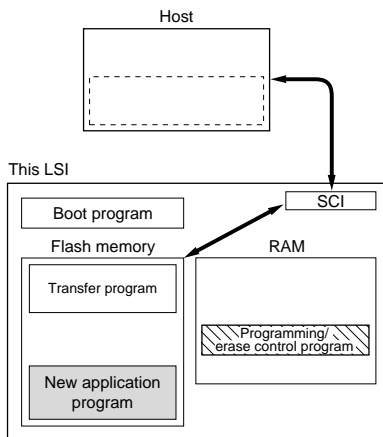 Host
This LSI
SCI
Boot program
Flash memory
RAM
Transfer program
Programming/
erase control program
New application
program